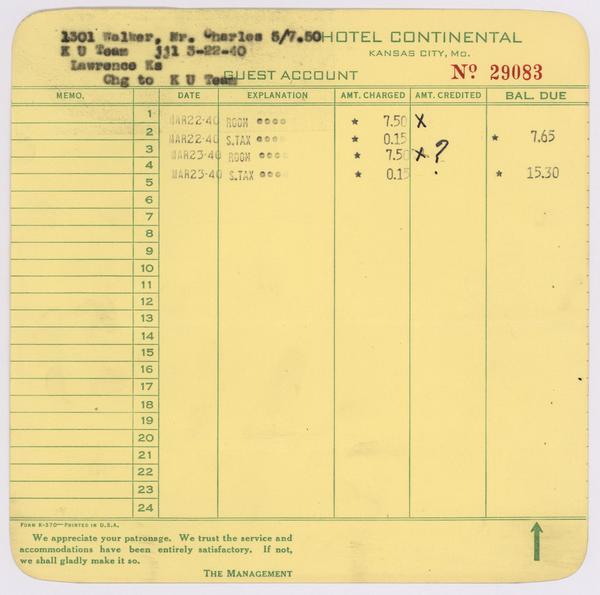 1301 Walker, Mr. Charles 5/7.50 HOTEL CONTINENTAL
K U Team jjl 3-22-40 KANSAS CITY, MO.
Lawrence Ks Nº 29083
Chg to K U Team GUEST ACCOUNT
MEMO. DATE EXPLANATION AMT. CHARGED AMT. CREDITED BAL. DUE
1 MAR22-40 ROOM * 7.50 X
2 MAR22-40 S.TAX * 0.15 * 7.65
3 MAR23-40 ROOM * 7.50 X ?
4 MAR23-40 S.TAX * 0.15 * 15.30
5
6
7
8
9
10
11
12
13
14
15
16
17
18
19
20
21
22
23
24
FORM K-370—PRINTED IN U.S.A.
We appreciate your patronage. We trust the service and
accommodations have been entirely satisfactory. If not,
we shall gladly make it so.
THE MANAGEMENT